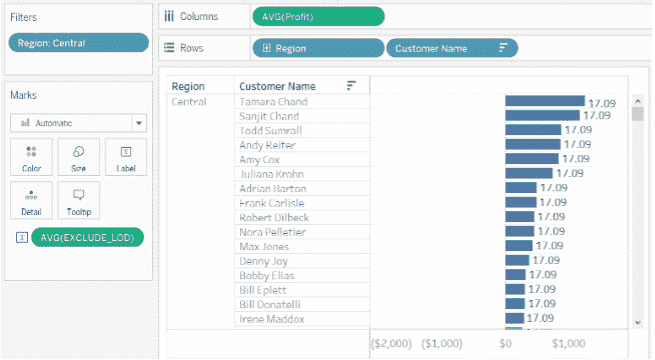 Filters
Region: Central
Marks
Automatic
Color
Size
Label
Detail
Tooltip
AVG(EXCLUDE_LOD)
Columns
AVG(Profit)
Rows
Region
Customer Name
Region
Customer Name
Central
Tamara Chand 17.09
Sanjit Chand 17.09
Todd Sumrall 17.09
Andy Reiter 17.09
Amy Cox 17.09
Juliana Krohn 17.09
Adrian Barton 17.09
Frank Carlisle 17.09
Robert Dilbeck 17.09
Nora Pelletier 17.09
Max Jones 17.09
Denny Joy 17.09
Bobby Elias 17.09
Bill Eplett 17.09
Bill Donatelli 17.09
Irene Maddox 17.09
($2,000) ($1,000) $0 $1,000